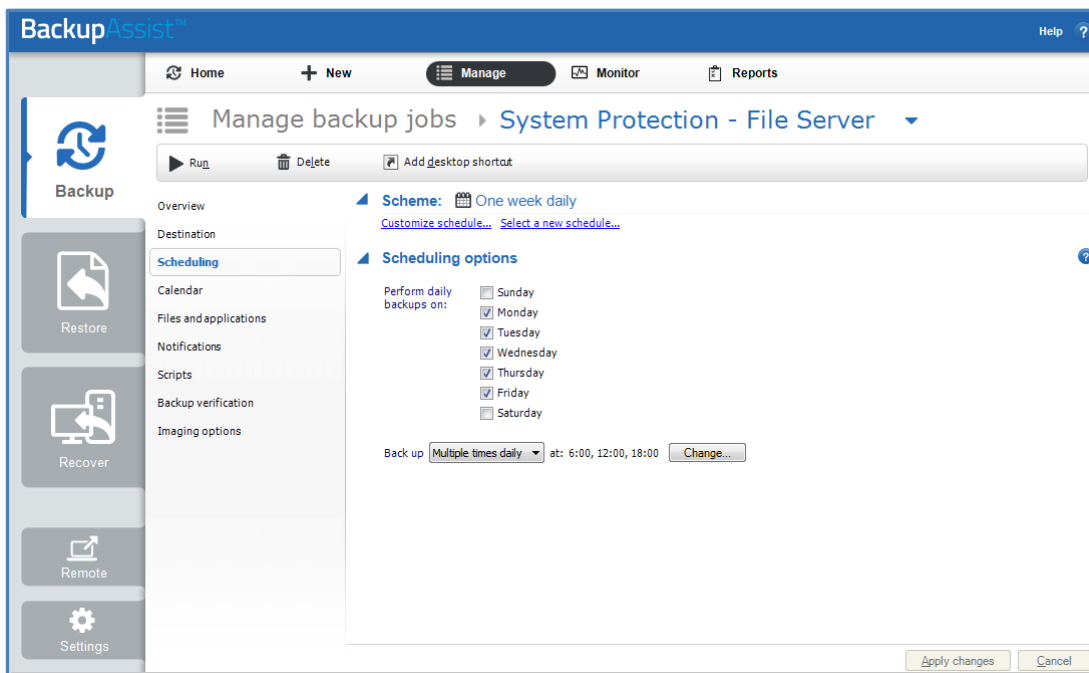 BackupAssist™
Help ?
Home New Manage Monitor Reports
Manage backup jobs System Protection - File Server
Run Delete Add desktop shortcut
Backup
Restore
Recover
Remote
Settings
Overview
Destination
Scheduling
Calendar
Files and applications
Notifications
Scripts
Backup verification
Imaging options
Scheme: One week daily
Customize schedule... Select a new schedule...
Scheduling options ?
Perform daily
backups on:
Sunday
Monday
Tuesday
Wednesday
Thursday
Friday
Saturday
Back up Multiple times daily at: 6:00, 12:00, 18:00 Change...
Apply changes Cancel